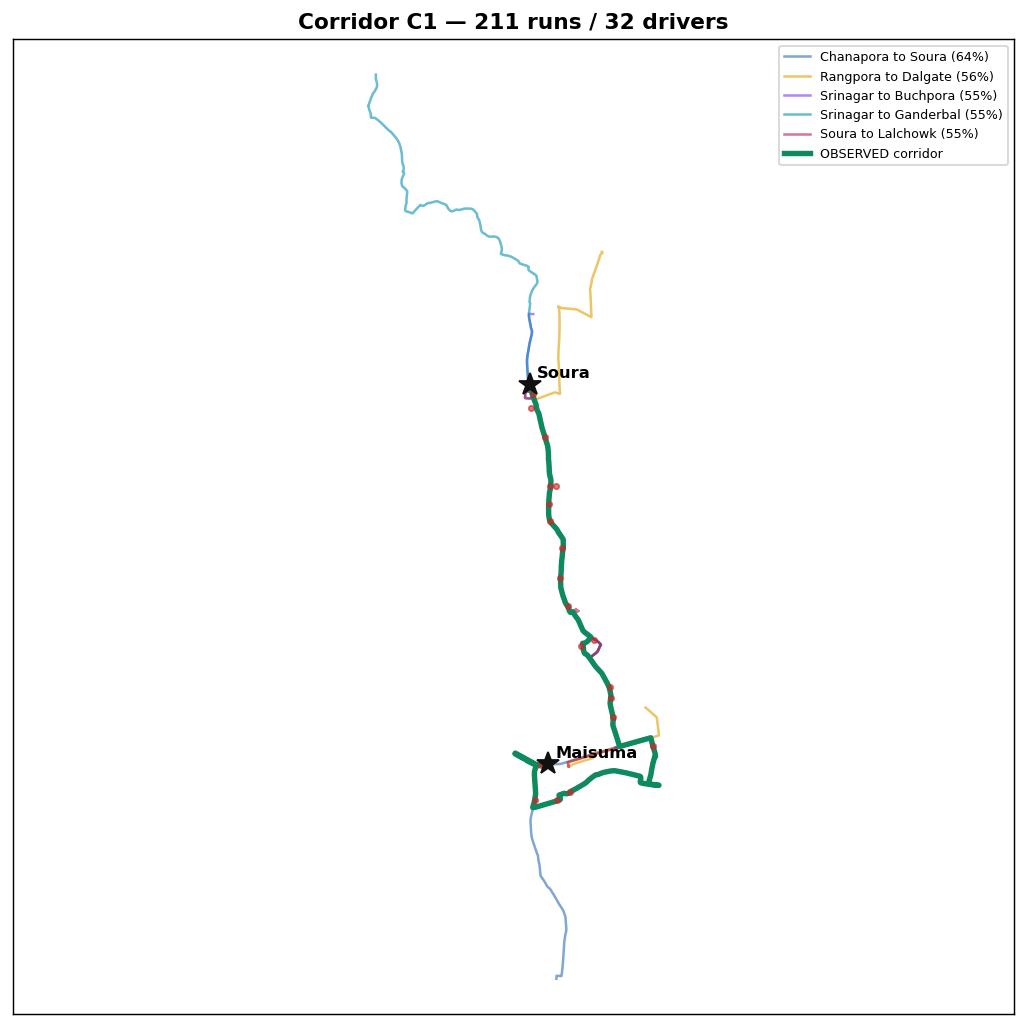 Corridor C1 — 211 runs / 32 drivers
Chanapora to Soura (64%)
Rangpora to Dalgate (56%)
Srinagar to Buchpora (55%)
Srinagar to Ganderbal (55%)
Soura to Lalchowk (55%)
OBSERVED corridor
Soura
Maisuma